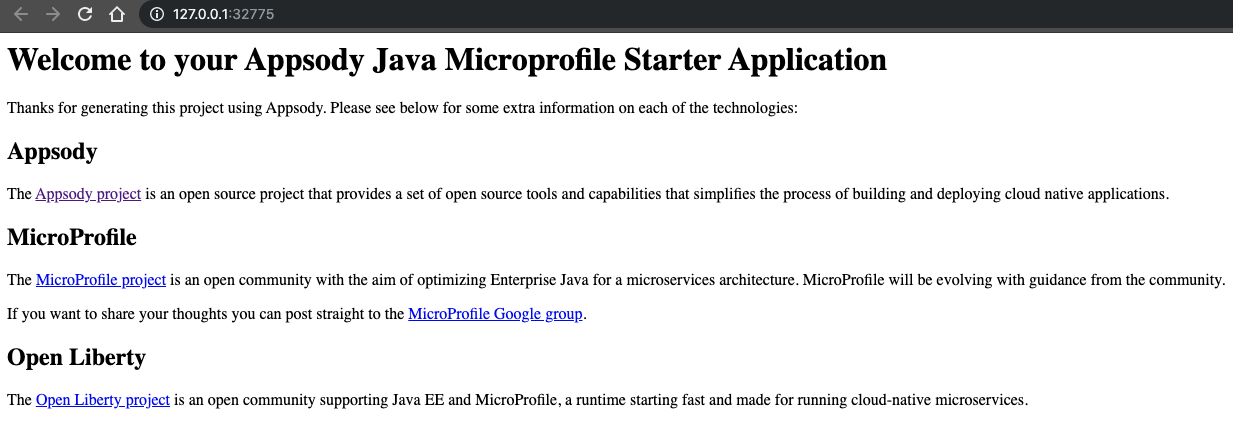 127.0.0.1:32775
Welcome to your Appsody Java Microprofile Starter Application
Thanks for generating this project using Appsody. Please see below for some extra information on each of the technologies:
Appsody
The Appsody project is an open source project that provides a set of open source tools and capabilities that simplifies the process of building and deploying cloud native applications.
MicroProfile
The MicroProfile project is an open community with the aim of optimizing Enterprise Java for a microservices architecture. MicroProfile will be evolving with guidance from the community.
If you want to share your thoughts you can post straight to the MicroProfile Google group.
Open Liberty
The Open Liberty project is an open community supporting Java EE and MicroProfile, a runtime starting fast and made for running cloud-native microservices.